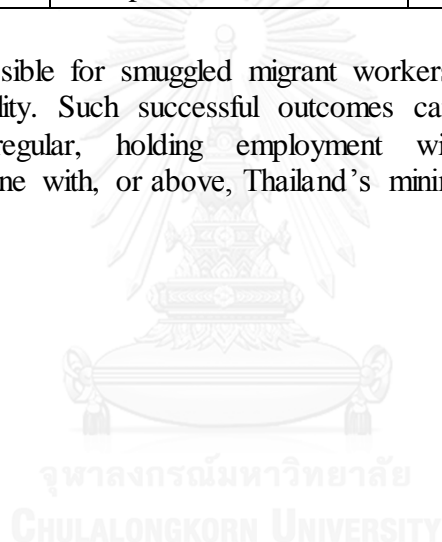 sible for smuggled migrant workers
lity. Such successful outcomes ca
regular, holding employment wi
ne with, or above, Thailand's minin
จุฬาลงกรณ์มหาวิทยาลัย
CHULALONGKORN UNIVERSITY